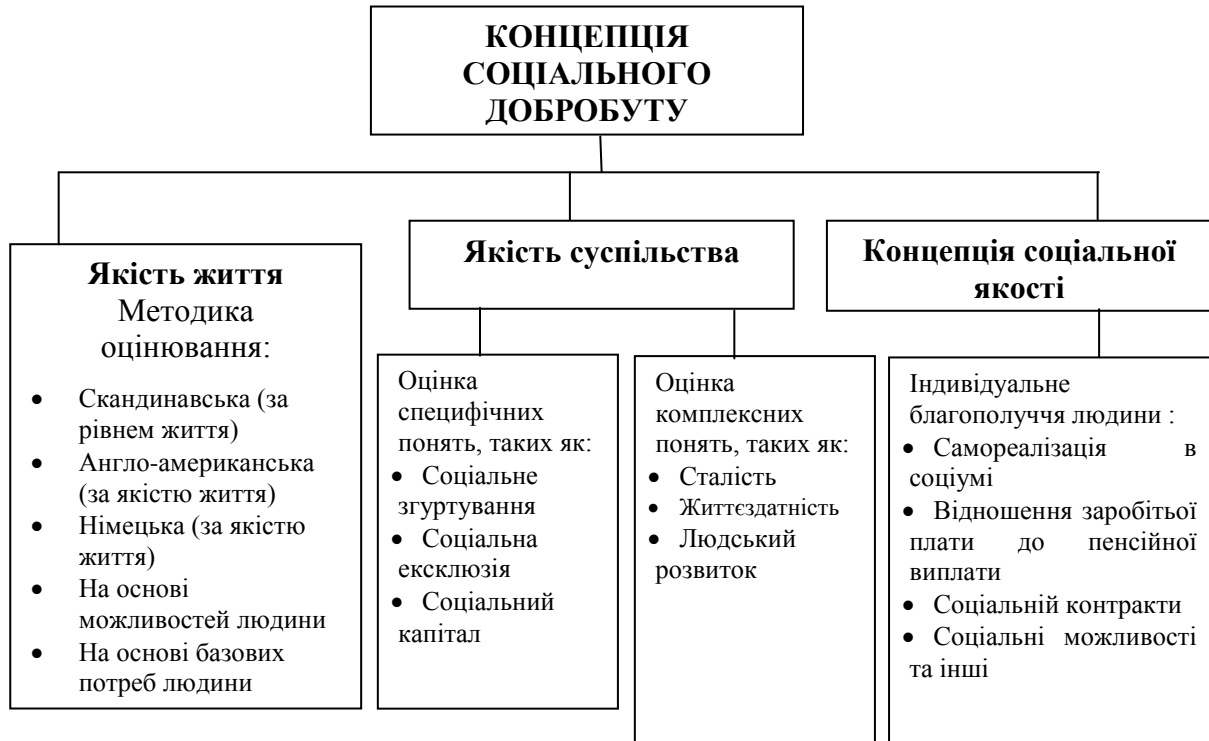 КОНЦЕПЦІЯ
СОЦІАЛЬНОГО
ДОБРОБУТУ
Якість життя
Методика
оцінювання:
• Скандинавська (за
рівнем життя)
• Англо-американська
(за якістю життя)
• Німецька (за якістю
життя)
• На основі
можливостей людини
• На основі базових
потреб людини
Якість суспільства
Оцінка
специфічних
понять, таких як:
• Соціальне
згуртування
• Соціальна
ексклюзія
• Соціальний
капітал
Оцінка
комплексних
понять, таких як:
• Сталість
• Життєздатність
• Людський
розвиток
Концепція соціальної
якості
Індивідуальне
благополуччя людини :
• Самореалізація в
соціумі
• Відношення заробітьої
плати до пенсійної
виплати
• Соціальній контракти
• Соціальні можливості
та інші